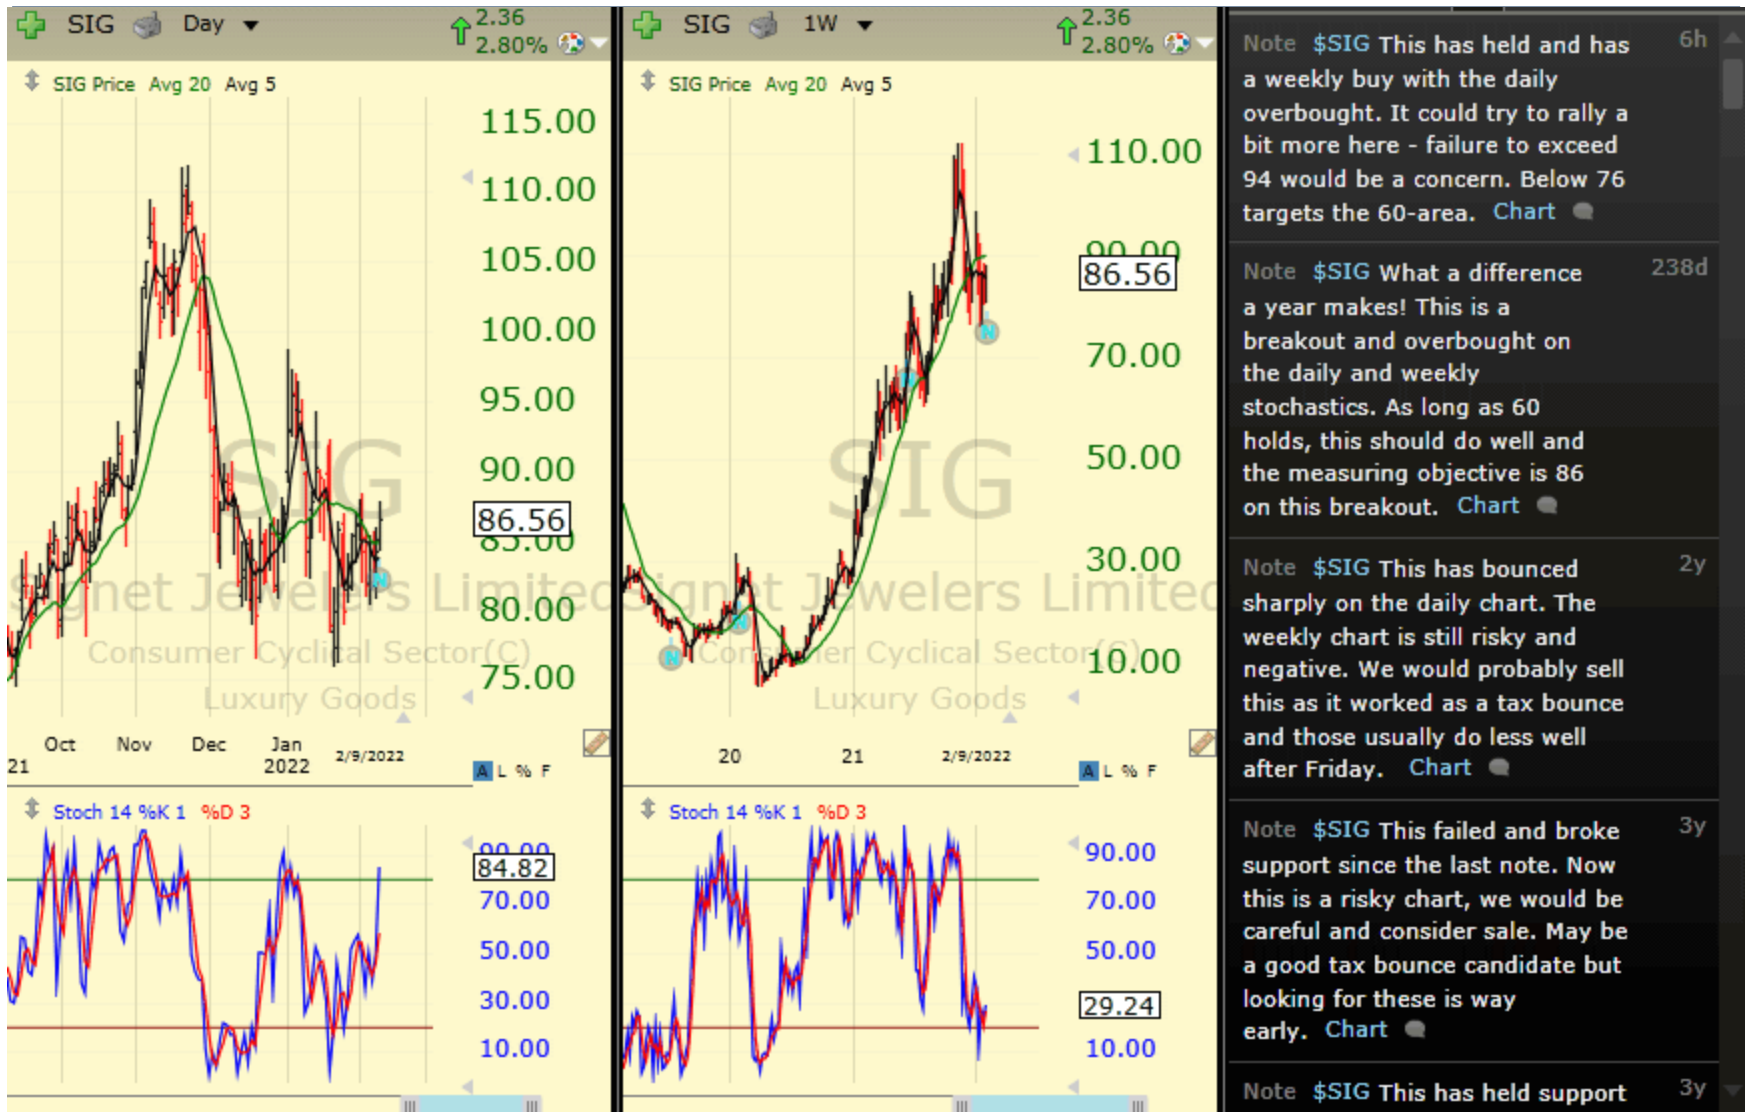 SIG Day
2.36
2.80%
SIG Price Avg 20 Avg 5
115.00
110.00
105.00
100.00
95.00
90.00
86.56
85.00
80.00
75.00
SIG
Signet Jewelers Limited
Consumer Cyclical Sector(C)
Luxury Goods
Oct Nov Dec Jan
21 2022 2/9/2022
A L % F
N
Stoch 14 %K 1 %D 3
90.00
84.82
70.00
50.00
30.00
10.00
SIG 1W
2.36
2.80%
SIG Price Avg 20 Avg 5
110.00
90.00
86.56
70.00
50.00
30.00
10.00
SIG
Signet Jewelers Limited
Consumer Cyclical Sector(C)
Luxury Goods
N
N
N
20 21 2/9/2022
A L % F
Stoch 14 %K 1 %D 3
90.00
70.00
50.00
29.24
10.00
Note $SIG This has held and has 6h
a weekly buy with the daily
overbought. It could try to rally a
bit more here - failure to exceed
94 would be a concern. Below 76
targets the 60-area. Chart
Note $SIG What a difference 238d
a year makes! This is a
breakout and overbought on
the daily and weekly
stochastics. As long as 60
holds, this should do well and
the measuring objective is 86
on this breakout. Chart
Note $SIG This has bounced 2y
sharply on the daily chart. The
weekly chart is still risky and
negative. We would probably sell
this as it worked as a tax bounce
and those usually do less well
after Friday. Chart
Note $SIG This failed and broke 3y
support since the last note. Now
this is a risky chart, we would be
careful and consider sale. May be
a good tax bounce candidate but
looking for these is way
early. Chart
Note $SIG This has held support 3y